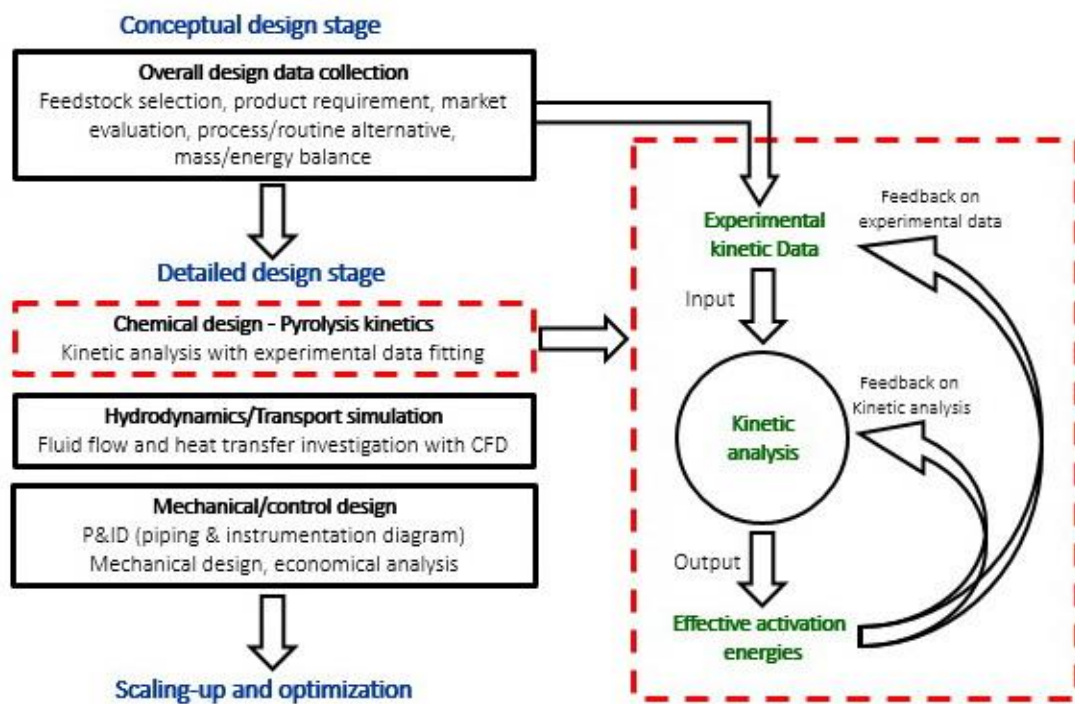 Conceptual design stage
Overall design data collection
Feedstock selection, product requirement, market
evaluation, process/routine alternative,
mass/energy balance
Detailed design stage
Chemical design - Pyrolysis kinetics
Kinetic analysis with experimental data fitting
Hydrodynamics/Transport simulation
Fluid flow and heat transfer investigation with CFD
Mechanical/control design
P&ID (piping & instrumentation diagram)
Mechanical design, economical analysis
Scaling-up and optimization
Experimental
kinetic Data
Feedback on
experimental data
Input
Kinetic
analysis
Feedback on
Kinetic analysis
Output
Effective activation
energies